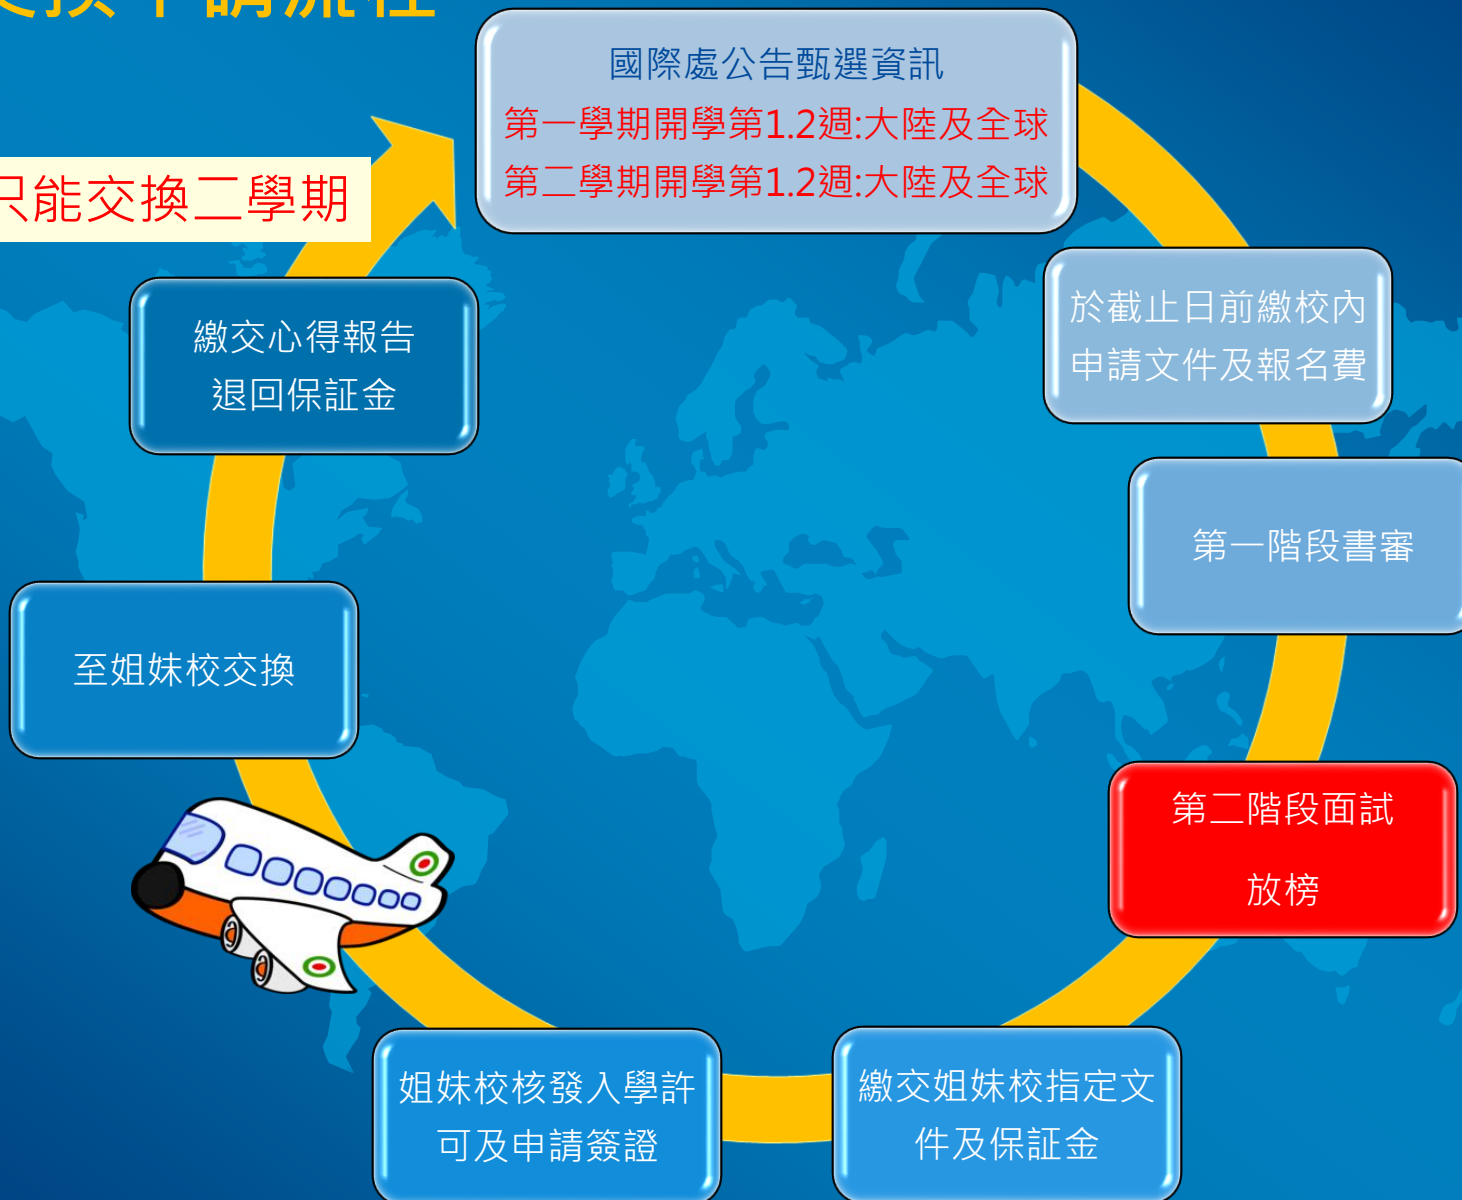 申請流程
國際處公告甄選資訊
第一學期開學第1.2週:大陸及全球
第二學期開學第1.2週:大陸及全球
只能交換二學期
於截止日前繳校內
申請文件及報名費
第一階段書審
第二階段面試
放榜
繳交姐妹校指定文
件及保証金
姐妹校核發入學許
可及申請簽證
至姐妹校交換
繳交心得報告
退回保証金